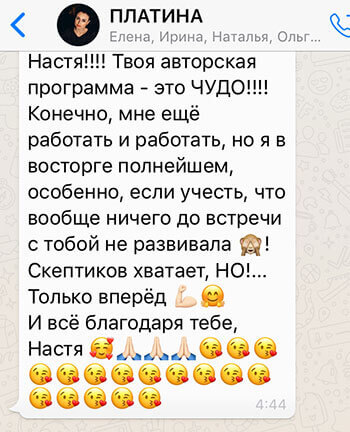 ПЛАТИНА
Елена, Ирина, Наталья, Ольг...
Настя!!!! Твоя авторская
программа - это ЧУДО!!!!
Конечно, мне ещё
работать и работать, но я в
восторге полнейшем,
особенно, если учесть, что
вообще ничего до встречи
с тобой не развивала 🙈!
Скептиков хватает, НО!...
Только вперёд 💪🏻🤗
И всё благодаря тебе,
Настя 🥰🙏🏻🙏🏻🙏🏻😘😘😘
😘😘😘😘😘😘😘😘😘
😘😘😘😘😘
4:44